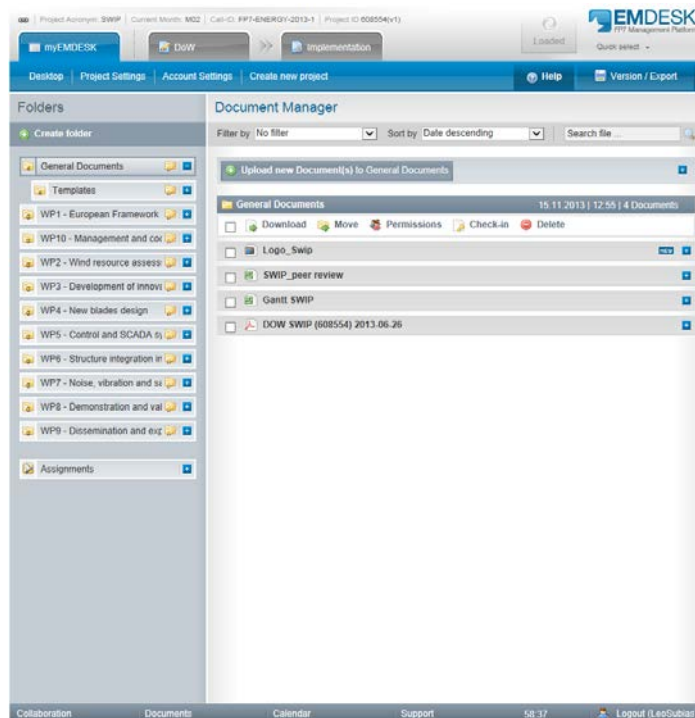 Project Acronym: SWIP | Current Month: M02 | Call-ID: FP7-ENERGY-2013-1 | Project ID 608554(v1)
EMDESK
FP7 Management Platform
myEMDESK
DoW
Implementation
Loaded
Quick select
Desktop | Project Settings | Account Settings | Create new project
Help
Version / Export
Folders
Document Manager
Create folder
Filter by No filter
Sort by Date descending
Search file ...
General Documents
Upload new Document(s) to General Documents
Templates
General Documents
15.11.2013 | 12:55 | 4 Documents
WP1 - European Framework
Download Move Permissions Check-in Delete
WP10 - Management and coo
Logo_Swip
NEW
WP2 - Wind resource assess
SWIP_peer review
WP3 - Development of innova
Gantt SWIP
WP4 - New blades design
DOW SWIP (608554) 2013-06-26
WP5 - Control and SCADA sy
WP6 - Structure integration in
WP7 - Noise, vibration and sa
WP8 - Demonstration and val
WP9 - Dissemination and exp
Assignments
Collaboration
Documents
Calendar
Support
58:37
Logout (LeoSubias